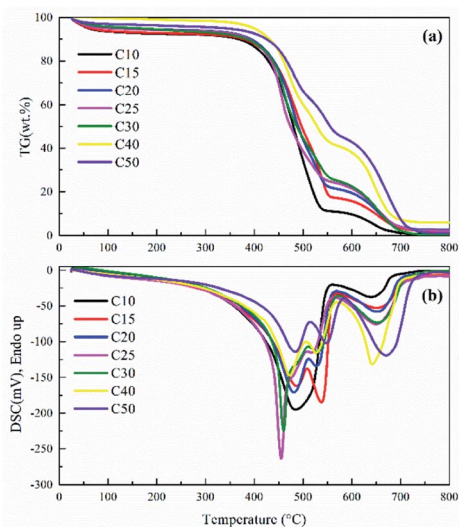 100
(a)
C10
C15
C20
C25
C30
C40
C50
TG(wt.%)
80
60
40
20
0
0 100 200 300 400 500 600 700 800
0
(b)
C10
C15
C20
C25
C30
C40
C50
DSC(mV), Endo up
-50
-100
-150
-200
-250
-300
0 100 200 300 400 500 600 700 800
Temperature (°C)